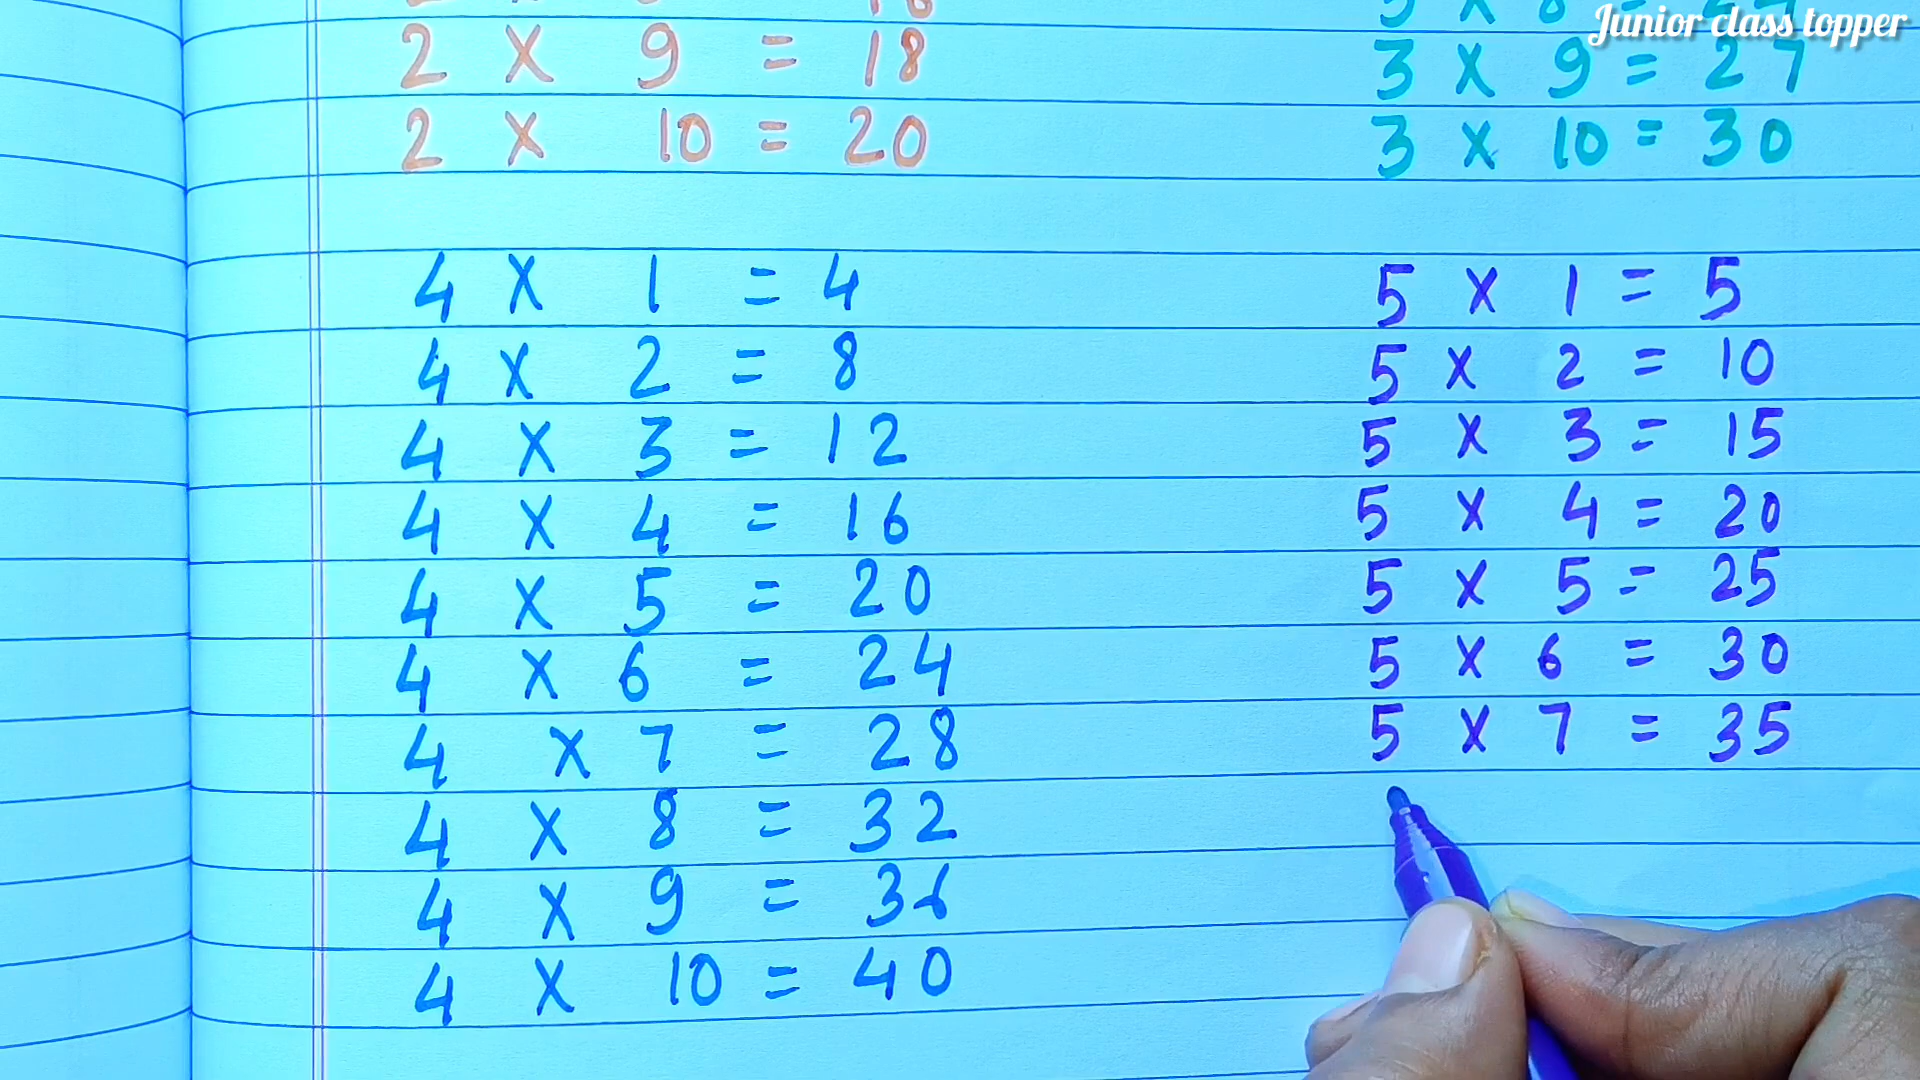 Junior class topper
2 X 9 = 18
2 X 10 = 20
3 X 9 = 27
3 X 10 = 30
4 X 1 = 4
4 X 2 = 8
4 X 3 = 12
4 X 4 = 16
4 X 5 = 20
4 X 6 = 24
4 X 7 = 28
4 X 8 = 32
4 X 9 = 36
4 X 10 = 40
5 X 1 = 5
5 X 2 = 10
5 X 3 = 15
5 X 4 = 20
5 X 5 = 25
5 X 6 = 30
5 X 7 = 35